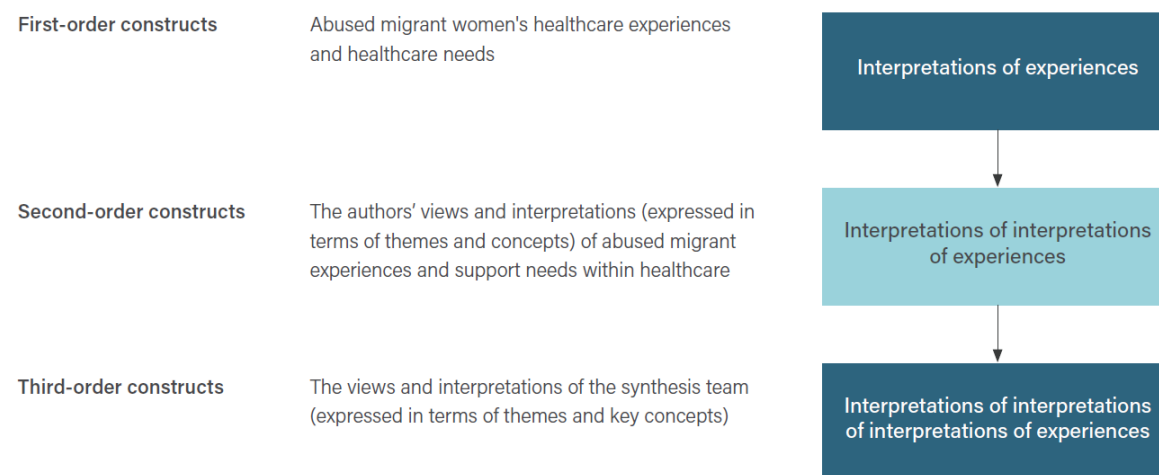 First-order constructs
Abused migrant women's healthcare experiences
and healthcare needs
Interpretations of experiences
Second-order constructs
The authors’ views and interpretations (expressed in
terms of themes and concepts) of abused migrant
experiences and support needs within healthcare
Interpretations of interpretations
of experiences
Third-order constructs
The views and interpretations of the synthesis team
(expressed in terms of themes and key concepts)
Interpretations of interpretations
of interpretations of experiences